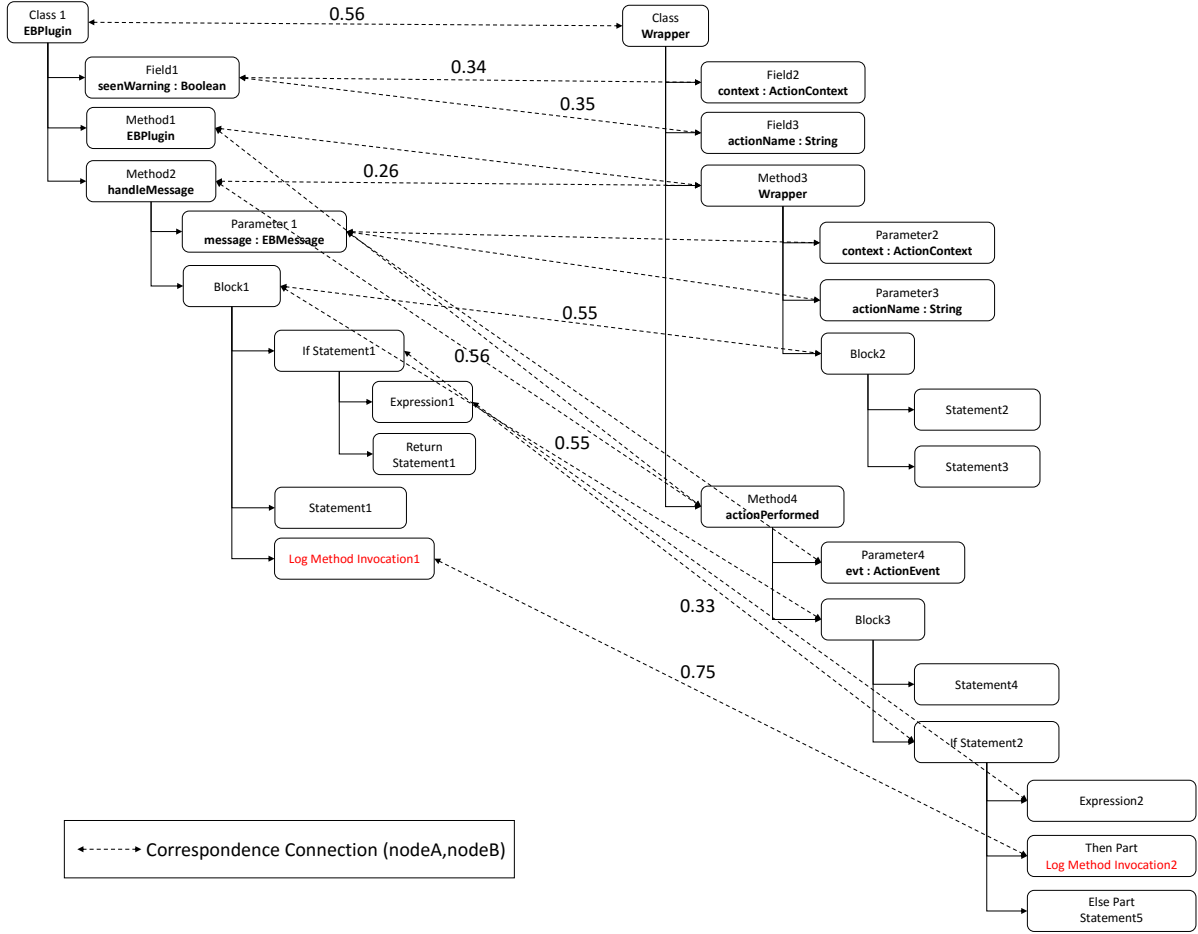 Class 1
EBPlugin
0.56
Class
Wrapper
Field1
seenWarning : Boolean
0.34
Field2
context : ActionContext
0.35
Method1
EBPlugin
Field3
actionName : String
Method2
handleMessage
0.26
Method3
Wrapper
Parameter 1
message : EBMessage
Parameter2
context : ActionContext
Block1
Parameter3
actionName : String
0.55
If Statement1
0.56
Block2
Expression1
Statement2
Return
Statement1
0.55
Statement3
Statement1
Method4
actionPerformed
Log Method Invocation1
Parameter4
evt : ActionEvent
0.33
Block3
0.75
Statement4
If Statement2
Expression2
Correspondence Connection (nodeA,nodeB)
Then Part
Log Method Invocation2
Else Part
Statement5